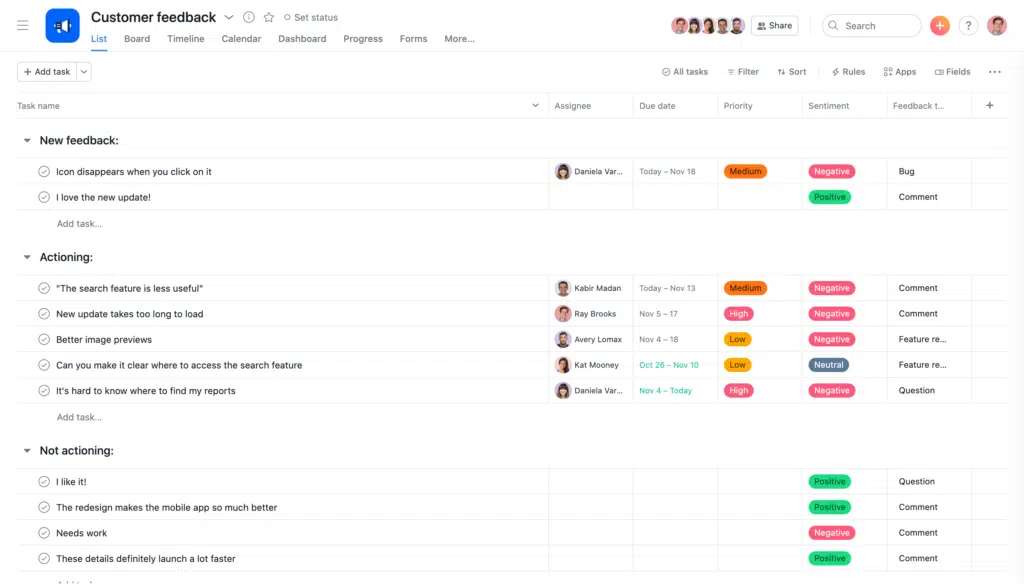 Customer feedback
Set status
List Board Timeline Calendar Dashboard Progress Forms More...
Share
Search
?
+ Add task
All tasks Filter Sort Rules Apps Fields
Task name Assignee Due date Priority Sentiment Feedback t... +
New feedback:
Icon disappears when you click on it Daniela Var... Today – Nov 18 Medium Negative Bug
I love the new update! Positive Comment
Add task...
Actioning:
"The search feature is less useful" Kabir Madan Today – Nov 13 Medium Negative Comment
New update takes too long to load Ray Brooks Nov 5 – 17 High Negative Comment
Better image previews Avery Lomax Nov 4 – 18 Low Negative Feature re...
Can you make it clear where to access the search feature Kat Mooney Oct 26 – Nov 10 Low Neutral Feature re...
It's hard to know where to find my reports Daniela Var... Nov 4 – Today High Negative Question
Add task...
Not actioning:
I like it! Positive Question
The redesign makes the mobile app so much better Positive Comment
Needs work Negative Comment
These details definitely launch a lot faster Positive Comment